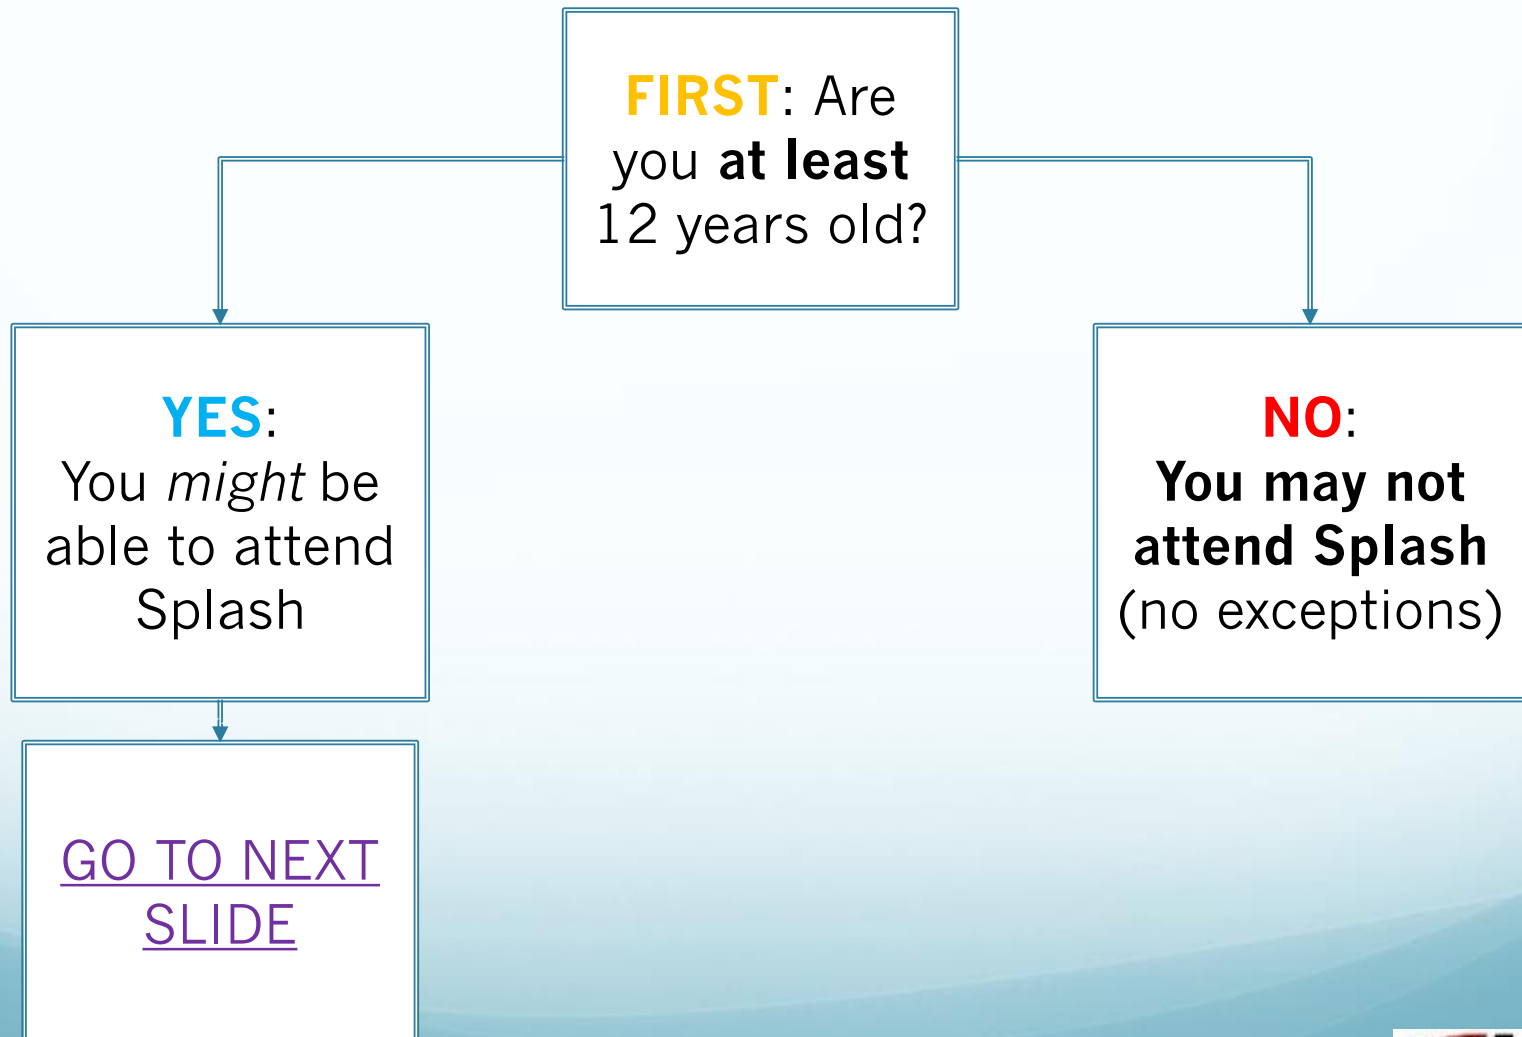 FIRST: Are
you at least
12 years old?
YES:
You might be
able to attend
Splash
NO:
You may not
attend Splash
(no exceptions)
GO TO NEXT
SLIDE